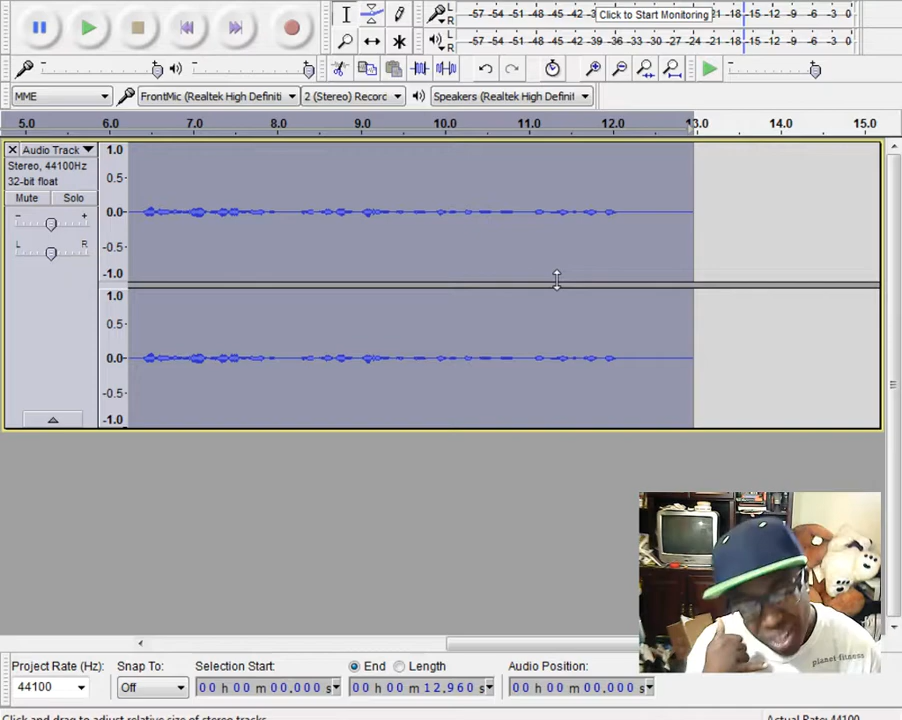 L -57 -54 -51 -48 -45 -42 -39 Click to Start Monitoring -21 -18 -15 -12 -9 -6 -3 0
R
L -57 -54 -51 -48 -45 -42 -39 -36 -33 -30 -27 -24 -21 -18 -15 -12 -9 -6 -3 0
R
MME FrontMic (Realtek High Definiti 2 (Stereo) Record Speakers (Realtek High Definiti
5.0 6.0 7.0 8.0 9.0 10.0 11.0 12.0 13.0 14.0 15.0
Audio Track 1.0
Stereo, 44100Hz 0.5
32-bit float
Mute Solo
- + 0.0
L R -0.5
-1.0
1.0
0.5
0.0
-0.5
-1.0
planet fitness
Project Rate (Hz): Snap To: Selection Start: End Length Audio Position:
44100 Off 00 h 00 m 00.000 s 00 h 00 m 12.960 s 00 h 00 m 00.000 s
Click and drag to adjust relative size of stereo tracks. Actual Rate: 44100